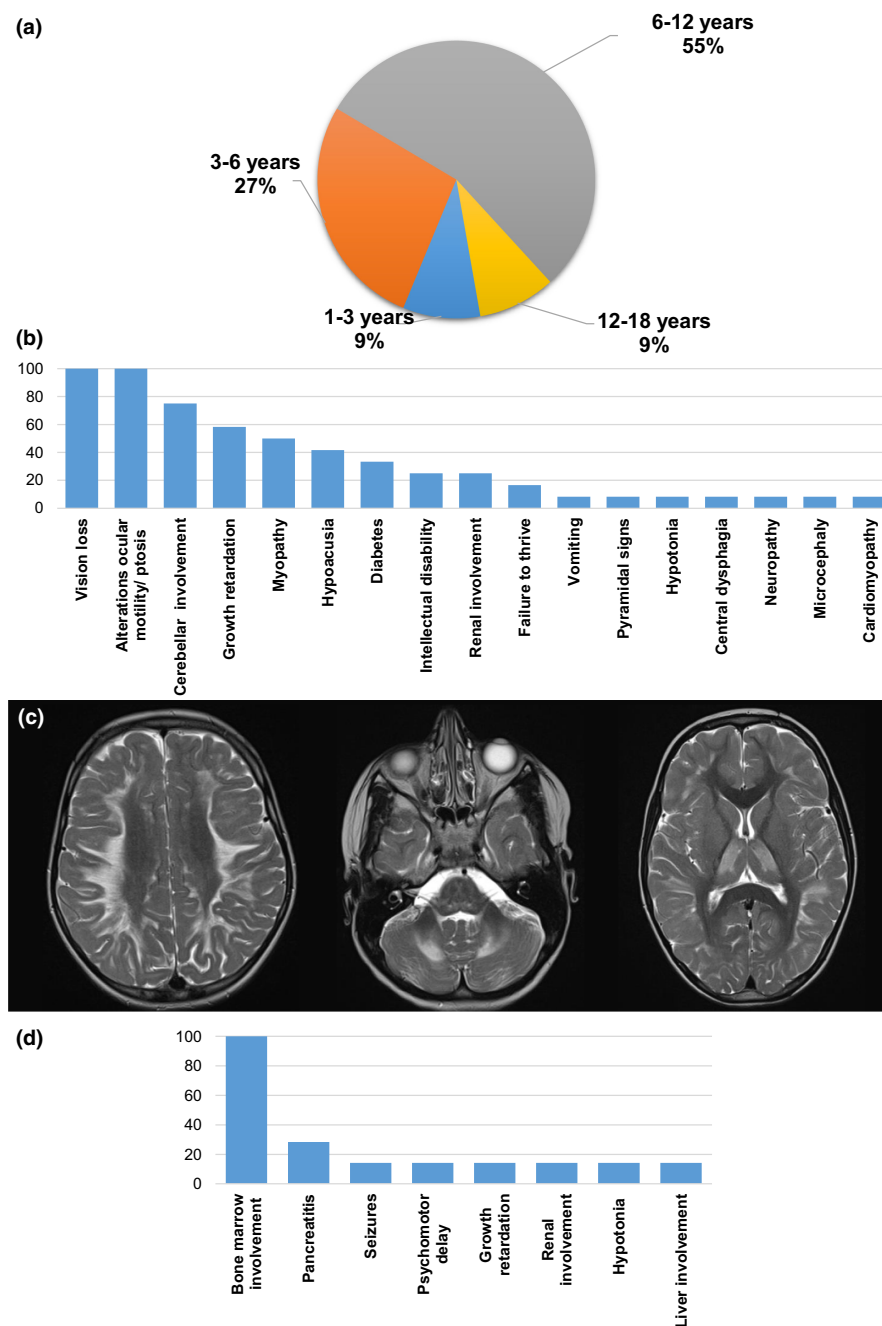 (a)
6-12 years
55%
3-6 years
27%
1-3 years
9%
12-18 years
9%
(b)
100
80
60
40
20
0
Vision loss
Alterations ocular
motility/ ptosis
Cerebellar involvement
Growth retardation
Myopathy
Hypoacusia
Diabetes
Intellectual disability
Renal involvement
Failure to thrive
Vomiting
Pyramidal signs
Hypotonia
Central dysphagia
Neuropathy
Microcephaly
Cardiomyopathy
(c)
(d)
100
80
60
40
20
0
Bone marrow
involvement
Pancreatitis
Seizures
Psychomotor
delay
Growth
retardation
Renal
involvement
Hypotonia
Liver involvement